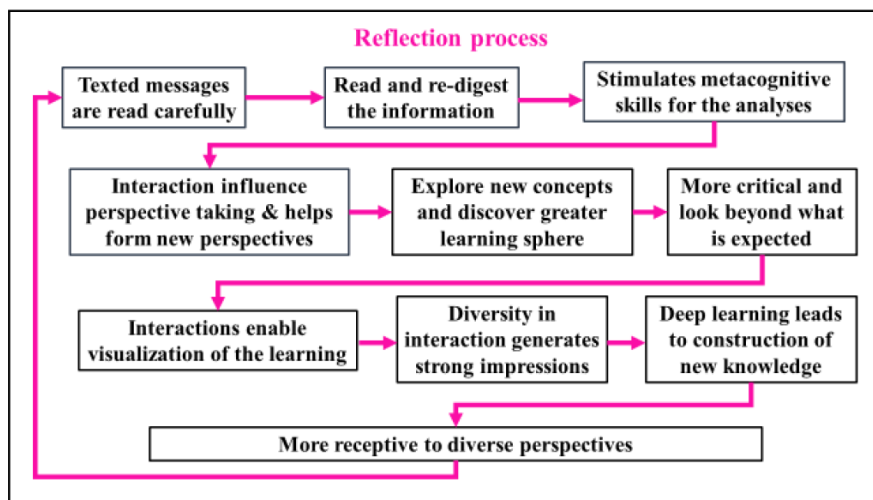 Reflection process
Texted messages
are read carefully
Read and re-digest
the information
Stimulates metacognitive
skills for the analyses
Interaction influence
perspective taking & helps
form new perspectives
Explore new concepts
and discover greater
learning sphere
More critical and
look beyond what
is expected
Interactions enable
visualization of the learning
Diversity in
interaction generates
strong impressions
Deep learning leads
to construction of
new knowledge
More receptive to diverse perspectives